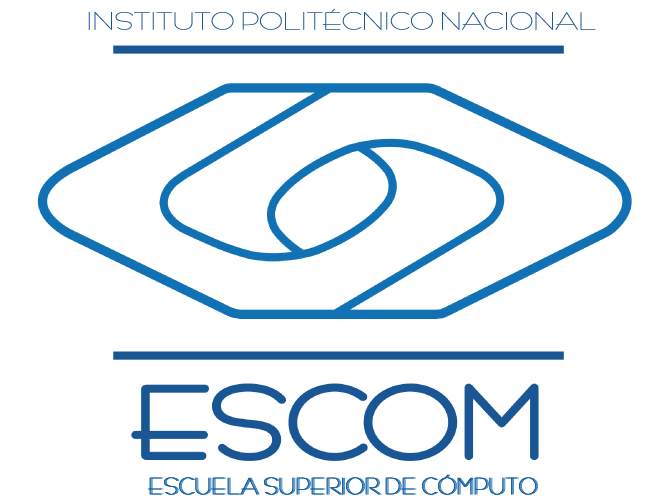 INSTITUTO POLITÉCNICO NACIONAL
ESCOM
ESCUELA SUPERIOR DE CÓMPUTO